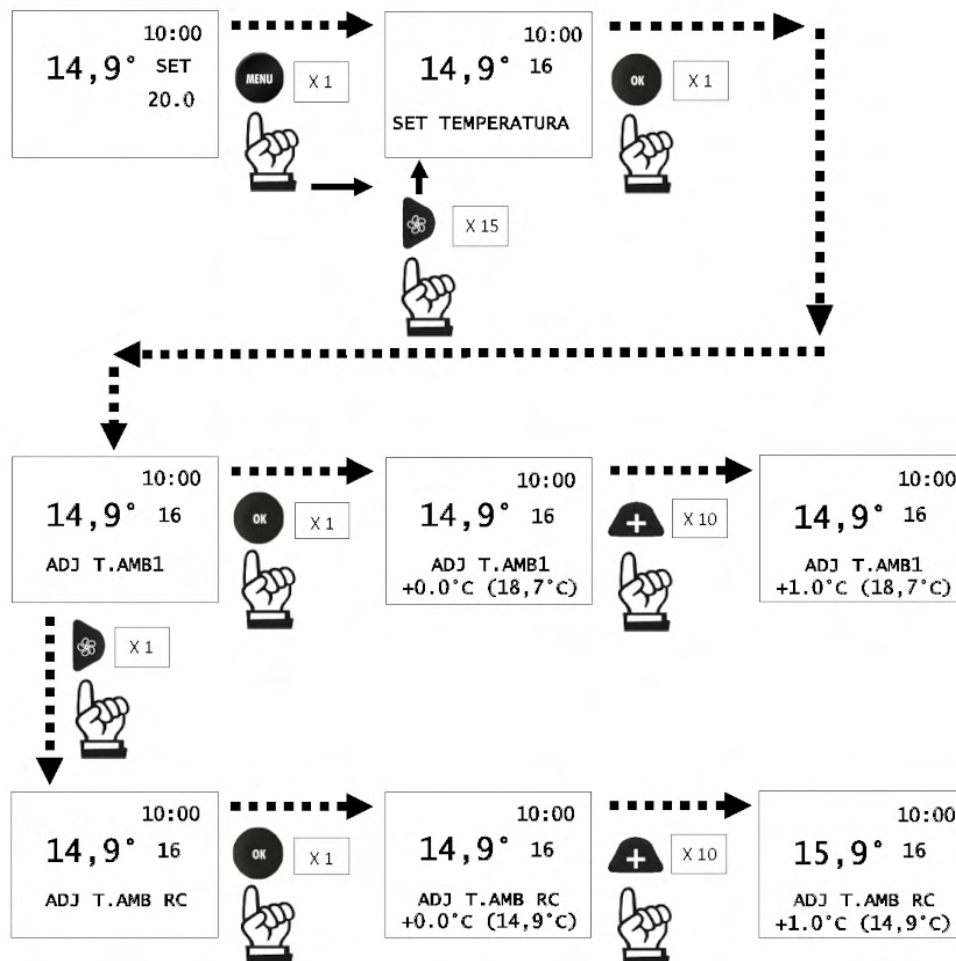 10:00
14,9° SET
20.0
MENU
X 1
10:00
14,9° 16
SET TEMPERATURA
OK
X 1
X 15
10:00
14,9° 16
ADJ T.AMB1
OK
X 1
10:00
14,9° 16
ADJ T.AMB1
+0.0°C (18,7°C)
+
X 10
10:00
14,9° 16
ADJ T.AMB1
+1.0°C (18,7°C)
X 1
10:00
14,9° 16
ADJ T.AMB RC
OK
X 1
10:00
14,9° 16
ADJ T.AMB RC
+0.0°C (14,9°C)
+
X 10
10:00
15,9° 16
ADJ T.AMB RC
+1.0°C (14,9°C)